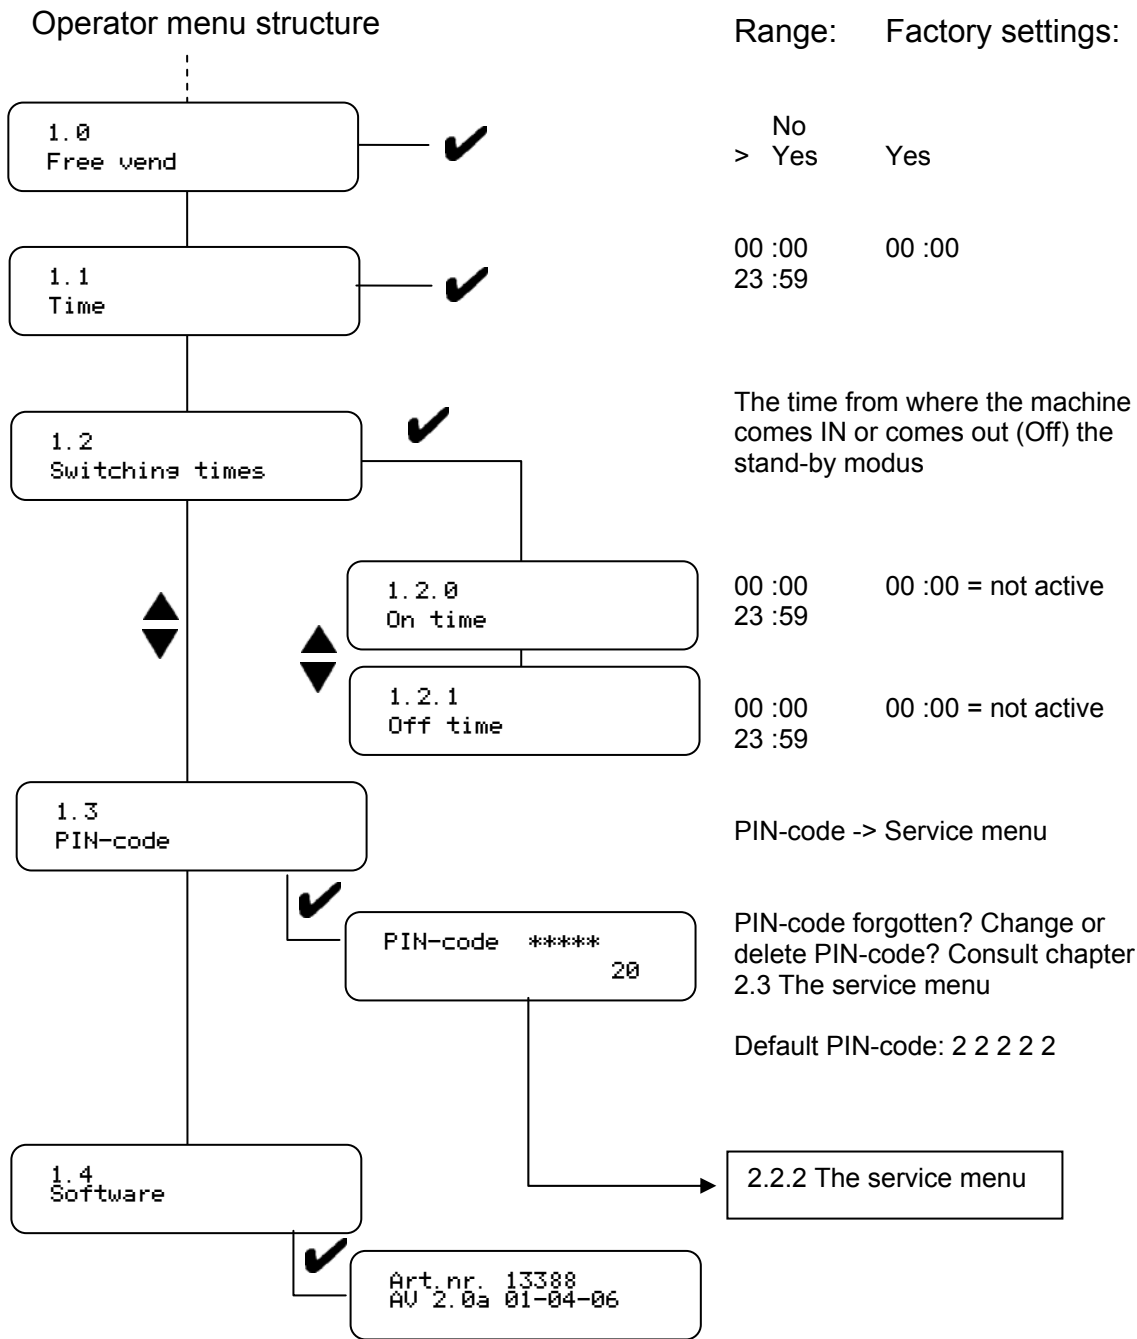 Operator menu structure
Range: Factory settings:
1.0
Free vend
No
> Yes Yes
1.1
Time
00 :00 00 :00
23 :59
1.2
Switching times
The time from where the machine
comes IN or comes out (Off) the
stand-by modus
1.2.0
On time
00 :00 00 :00 = not active
23 :59
1.2.1
Off time
00 :00 00 :00 = not active
23 :59
1.3
PIN-code
PIN-code -> Service menu
PIN-code *****
20
PIN-code forgotten? Change or
delete PIN-code? Consult chapter
2.3 The service menu
Default PIN-code: 2 2 2 2 2
1.4
Software
2.2.2 The service menu
Art.nr. 13388
AV 2.0a 01-04-06